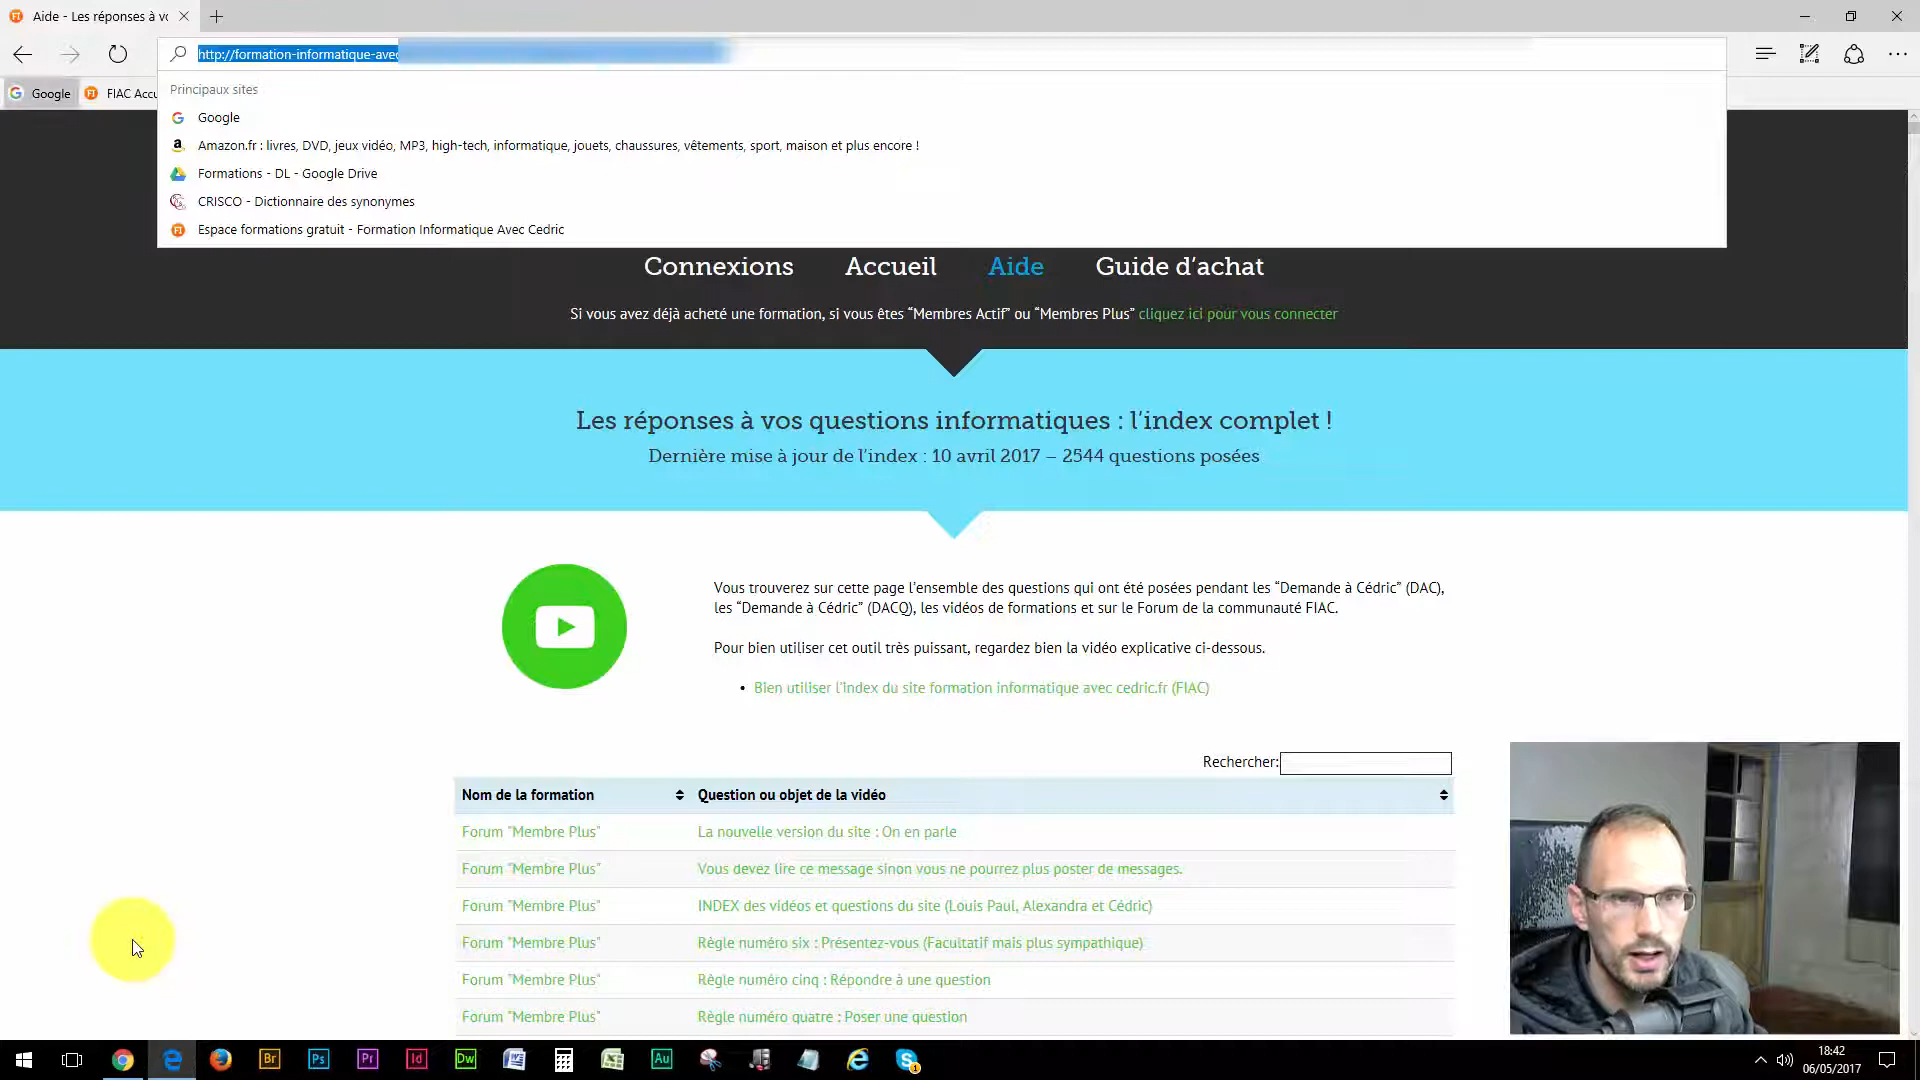 Aide - Les réponses à vo
http://formation-informatique-avec
Google
FIAC Accu
Principaux sites
Google
Amazon.fr : livres, DVD, jeux vidéo, MP3, high-tech, informatique, jouets, chaussures, vêtements, sport, maison et plus encore !
Formations - DL - Google Drive
CRISCO - Dictionnaire des synonymes
Espace formations gratuit - Formation Informatique Avec Cedric
Connexions Accueil Aide Guide d'achat
Si vous avez déjà acheté une formation, si vous êtes “Membres Actif” ou “Membres Plus” cliquez ici pour vous connecter
Les réponses à vos questions informatiques : l'index complet !
Dernière mise à jour de l'index : 10 avril 2017 – 2544 questions posées
Vous trouverez sur cette page l'ensemble des questions qui ont été posées pendant les “Demande à Cédric” (DAC),
les “Demande à Cédric” (DACQ), les vidéos de formations et sur le Forum de la communauté FIAC.
Pour bien utiliser cet outil très puissant, regardez bien la vidéo explicative ci-dessous.
• Bien utiliser l'index du site formation informatique avec cedric.fr (FIAC)
Rechercher:
Nom de la formation Question ou objet de la vidéo
Forum "Membre Plus" La nouvelle version du site : On en parle
Forum "Membre Plus" Vous devez lire ce message sinon vous ne pourrez plus poster de messages.
Forum "Membre Plus" INDEX des vidéos et questions du site (Louis Paul, Alexandra et Cédric)
Forum "Membre Plus" Règle numéro six : Présentez-vous (Facultatif mais plus sympathique)
Forum "Membre Plus" Règle numéro cinq : Répondre à une question
Forum "Membre Plus" Règle numéro quatre : Poser une question
Br Ps Pr Id Dw Au
18:42
06/05/2017